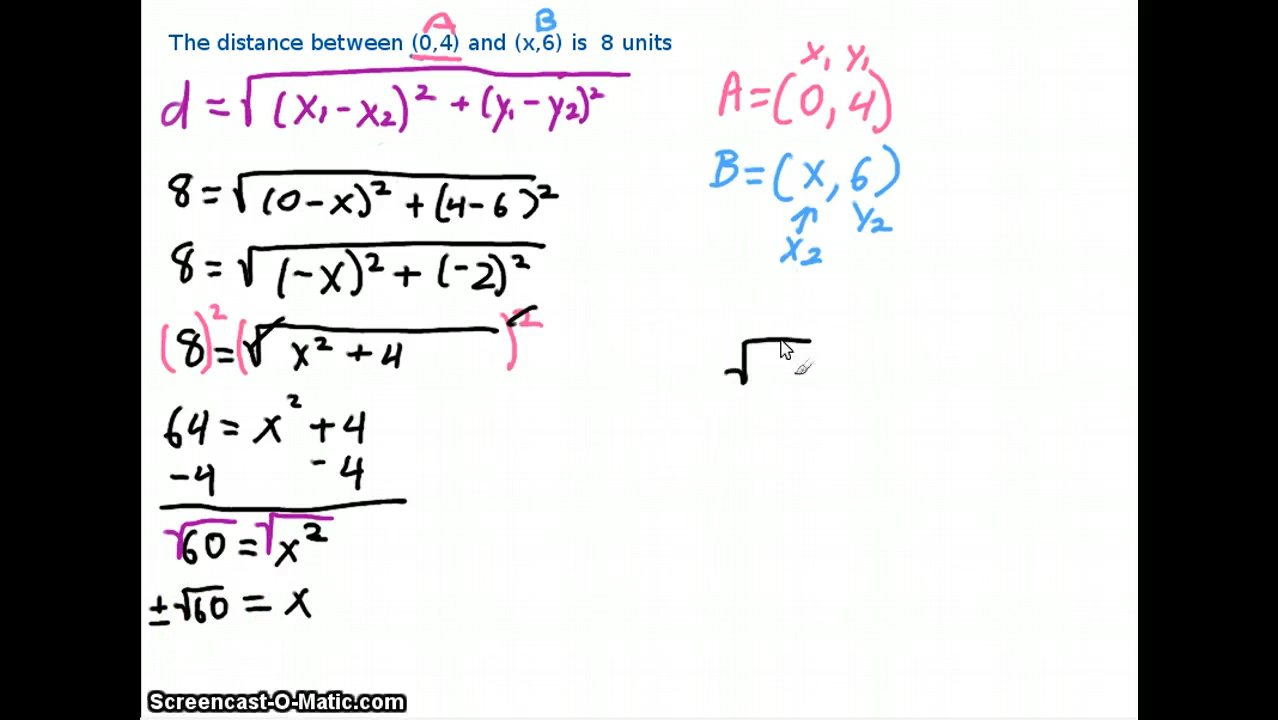 A B
The distance between (0,4) and (x,6) is 8 units
d = √(x₁ - x₂)² + (y₁ - y₂)²
8 = √(0 - x)² + (4 - 6)²
8 = √(-x)² + (-2)²
(8)² = (√x² + 4)²
64 = x² + 4
-4 - 4
√60 = √x²
±√60 = x
x₁ y₁
A = (0, 4)
B = (x, 6)
↑ y₂
x₂
√
Screencast-O-Matic.com